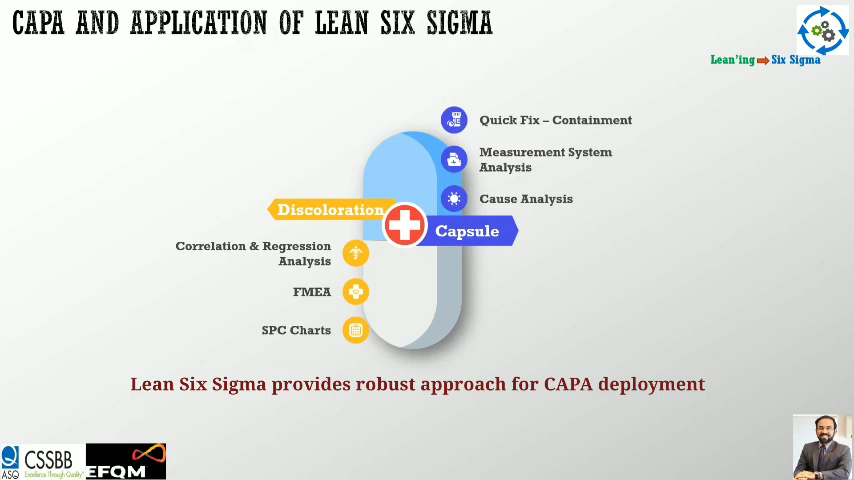 CAPA AND APPLICATION OF LEAN SIX SIGMA
Lean'ing Six Sigma
Quick Fix – Containment
Measurement System
Analysis
Cause Analysis
Discoloration
Capsule
Correlation & Regression
Analysis
FMEA
SPC Charts
Lean Six Sigma provides robust approach for CAPA deployment
ASQ
CSSBB
Excellence Through Quality
EFQM